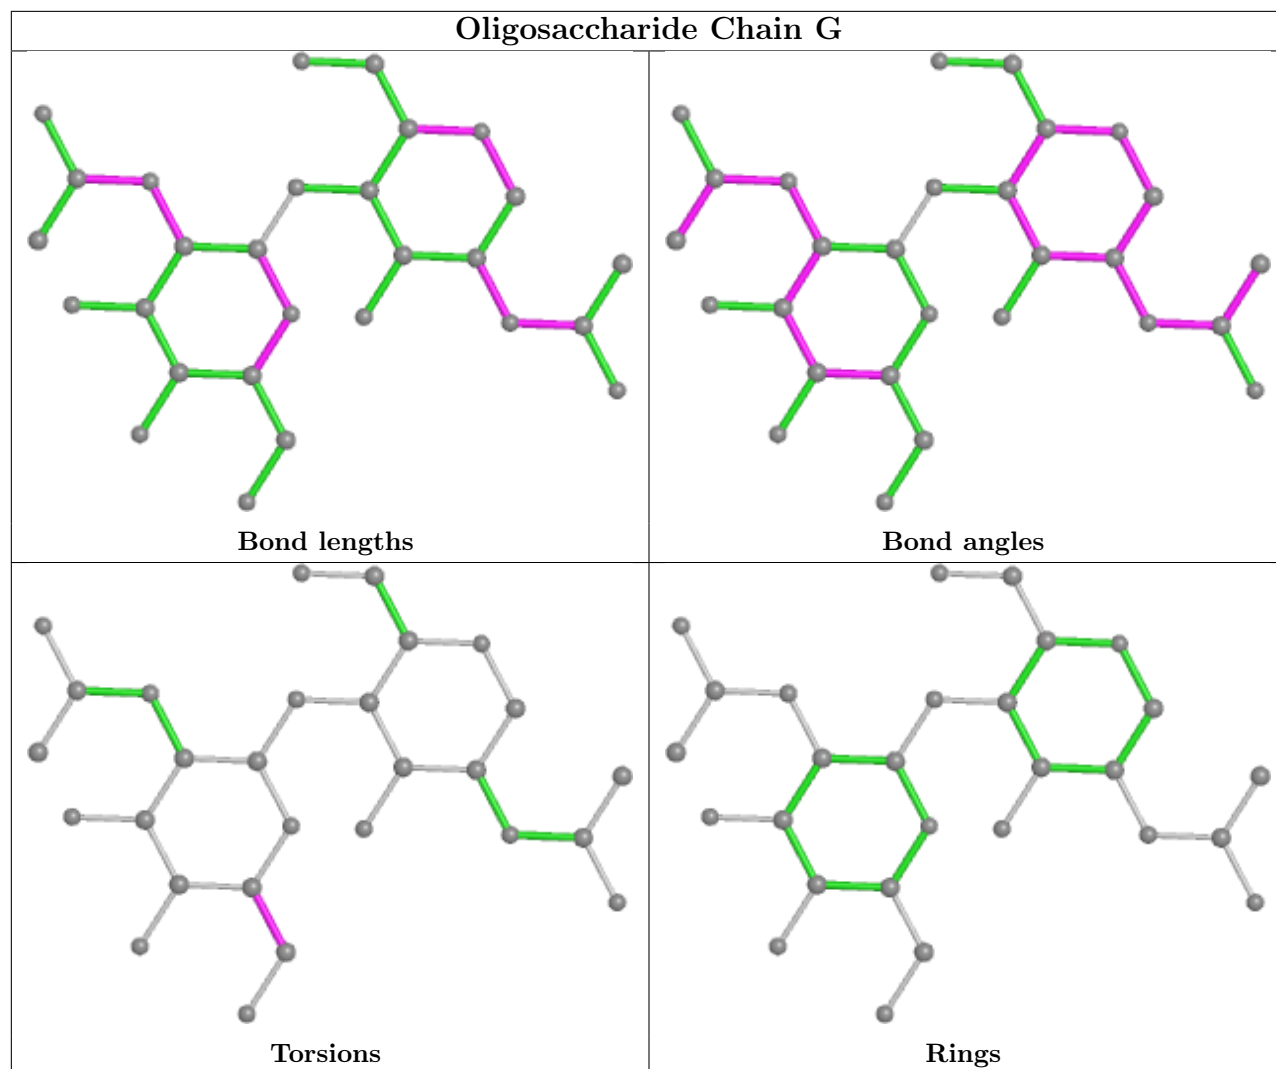 Oligosaccharide Chain G
Bond lengths
Bond angles
Torsions
Rings